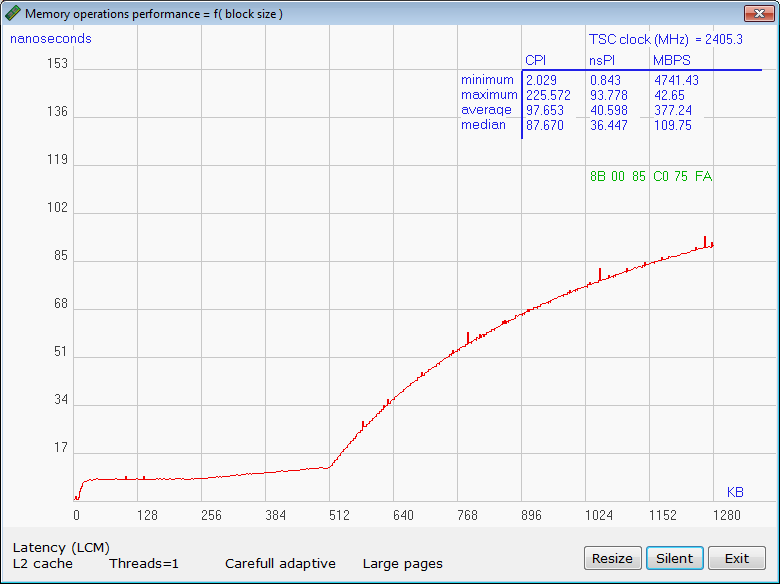 Memory operations performance = f( block size )
nanoseconds
TSC clock (MHz) = 2405.3
CPI nsPI MBPS
minimum 2.029 0.843 4741.43
maximum 225.572 93.778 42.65
average 97.653 40.598 377.24
median 87.670 36.447 109.75
8B 00 85 C0 75 FA
153
136
119
102
85
68
51
34
17
KB
0 128 256 384 512 640 768 896 1024 1152 1280
Latency (LCM)
L2 cache Threads=1 Carefull adaptive Large pages
Resize Silent Exit